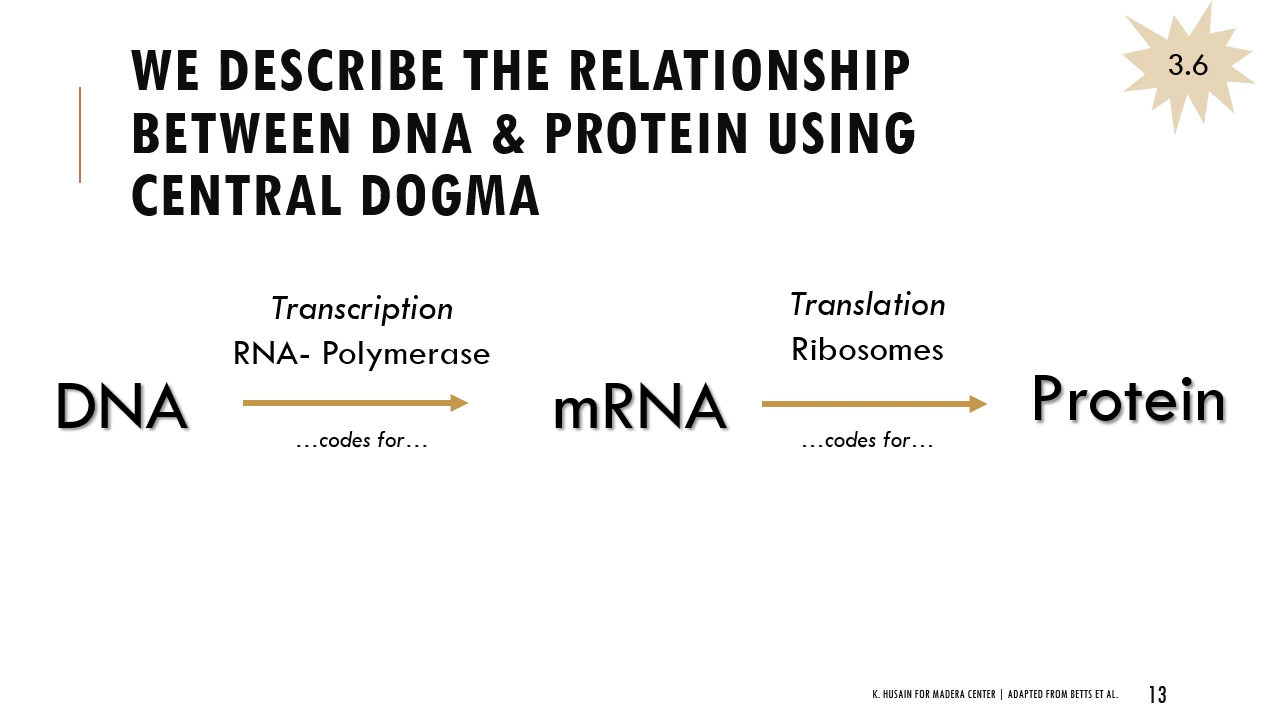 WE DESCRIBE THE RELATIONSHIP
BETWEEN DNA & PROTEIN USING
CENTRAL DOGMA
3.6
Transcription
RNA- Polymerase
Translation
Ribosomes
DNA
mRNA
Protein
...codes for...
...codes for...
K. HUSAIN FOR MADERA CENTER | ADAPTED FROM BETTS ET AL.
13